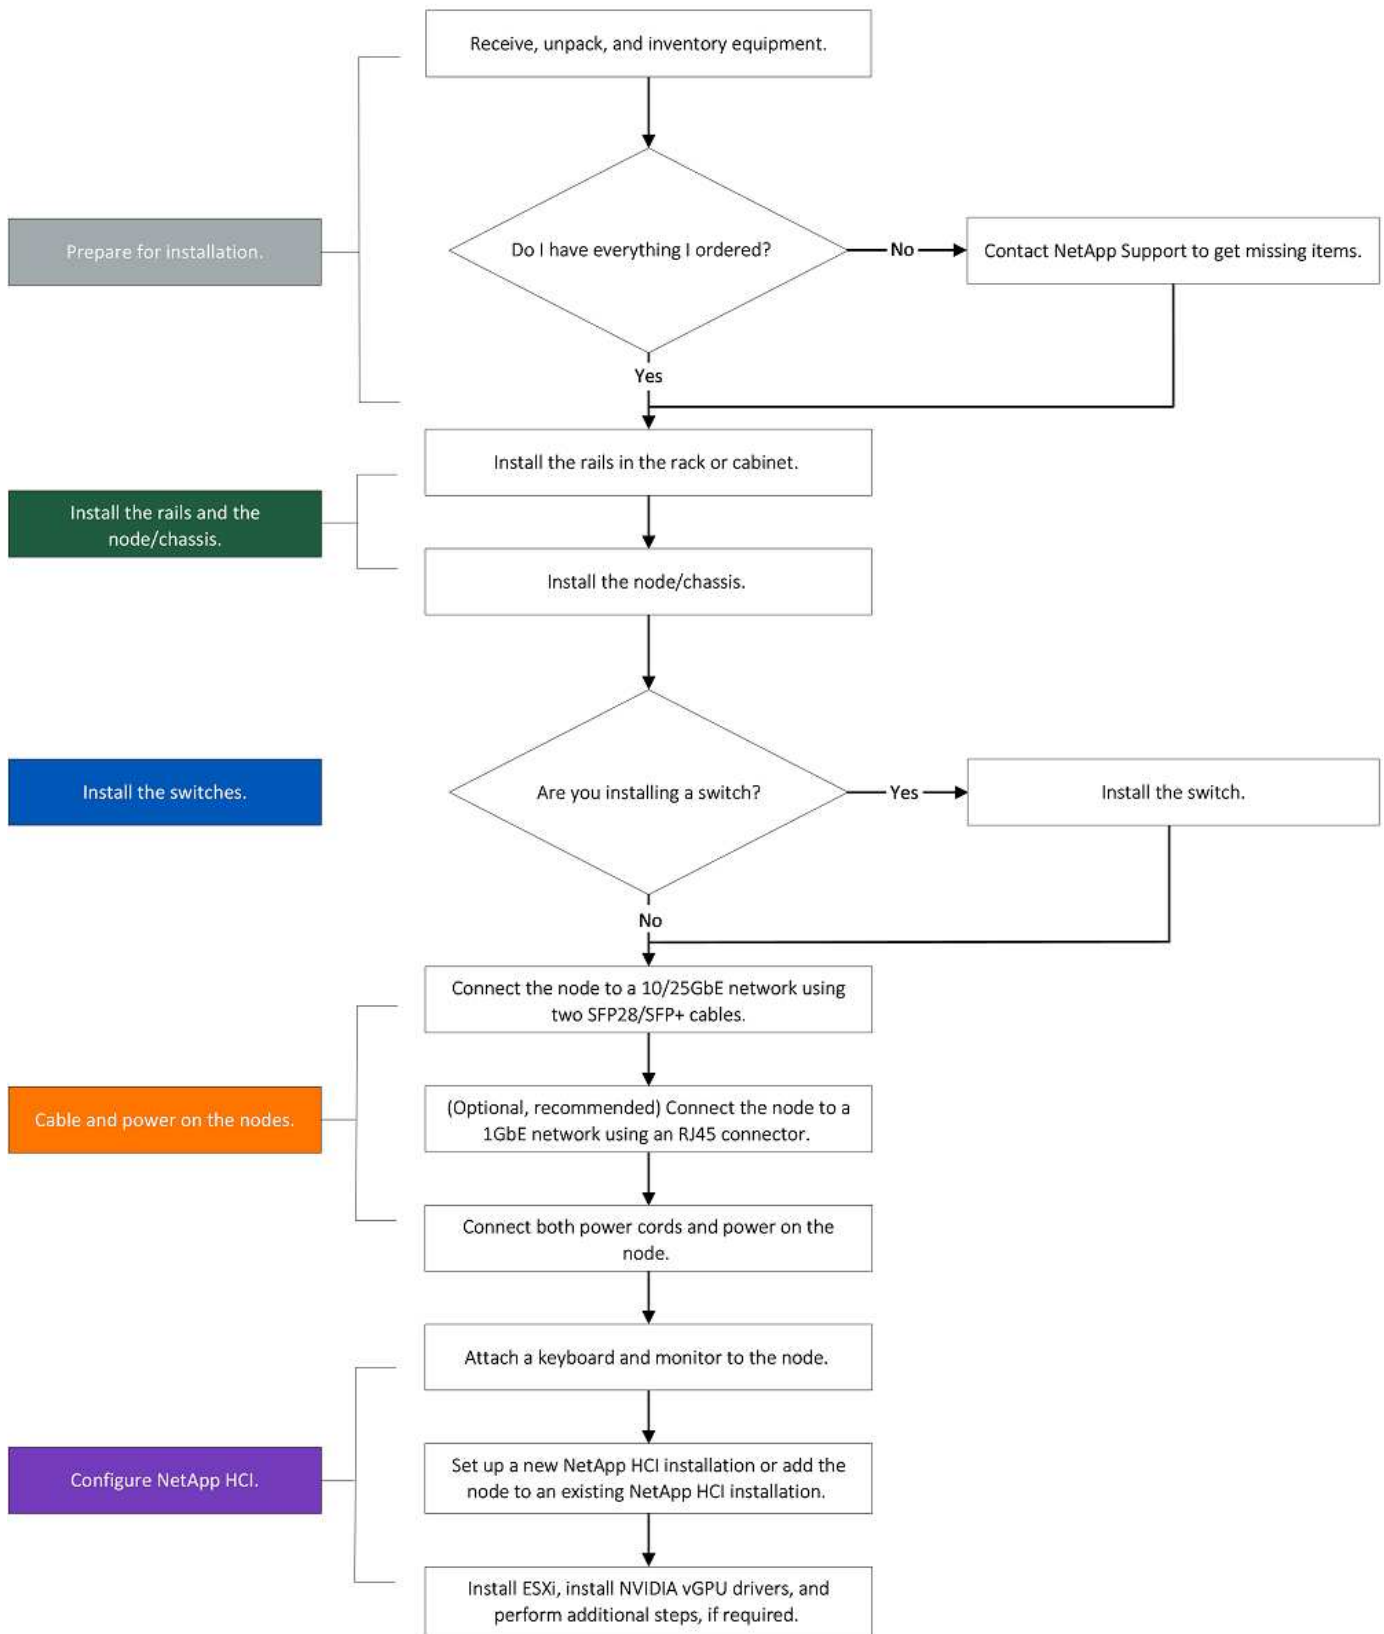 Receive, unpack, and inventory equipment.
Prepare for installation.
Do I have everything I ordered?
No
Contact NetApp Support to get missing items.
Yes
Install the rails in the rack or cabinet.
Install the rails and the
node/chassis.
Install the node/chassis.
Install the switches.
Are you installing a switch?
Yes
Install the switch.
No
Connect the node to a 10/25GbE network using
two SFP28/SFP+ cables.
Cable and power on the nodes.
(Optional, recommended) Connect the node to a
1GbE network using an RJ45 connector.
Connect both power cords and power on the
node.
Attach a keyboard and monitor to the node.
Configure NetApp HCI.
Set up a new NetApp HCI installation or add the
node to an existing NetApp HCI installation.
Install ESXi, install NVIDIA vGPU drivers, and
perform additional steps, if required.